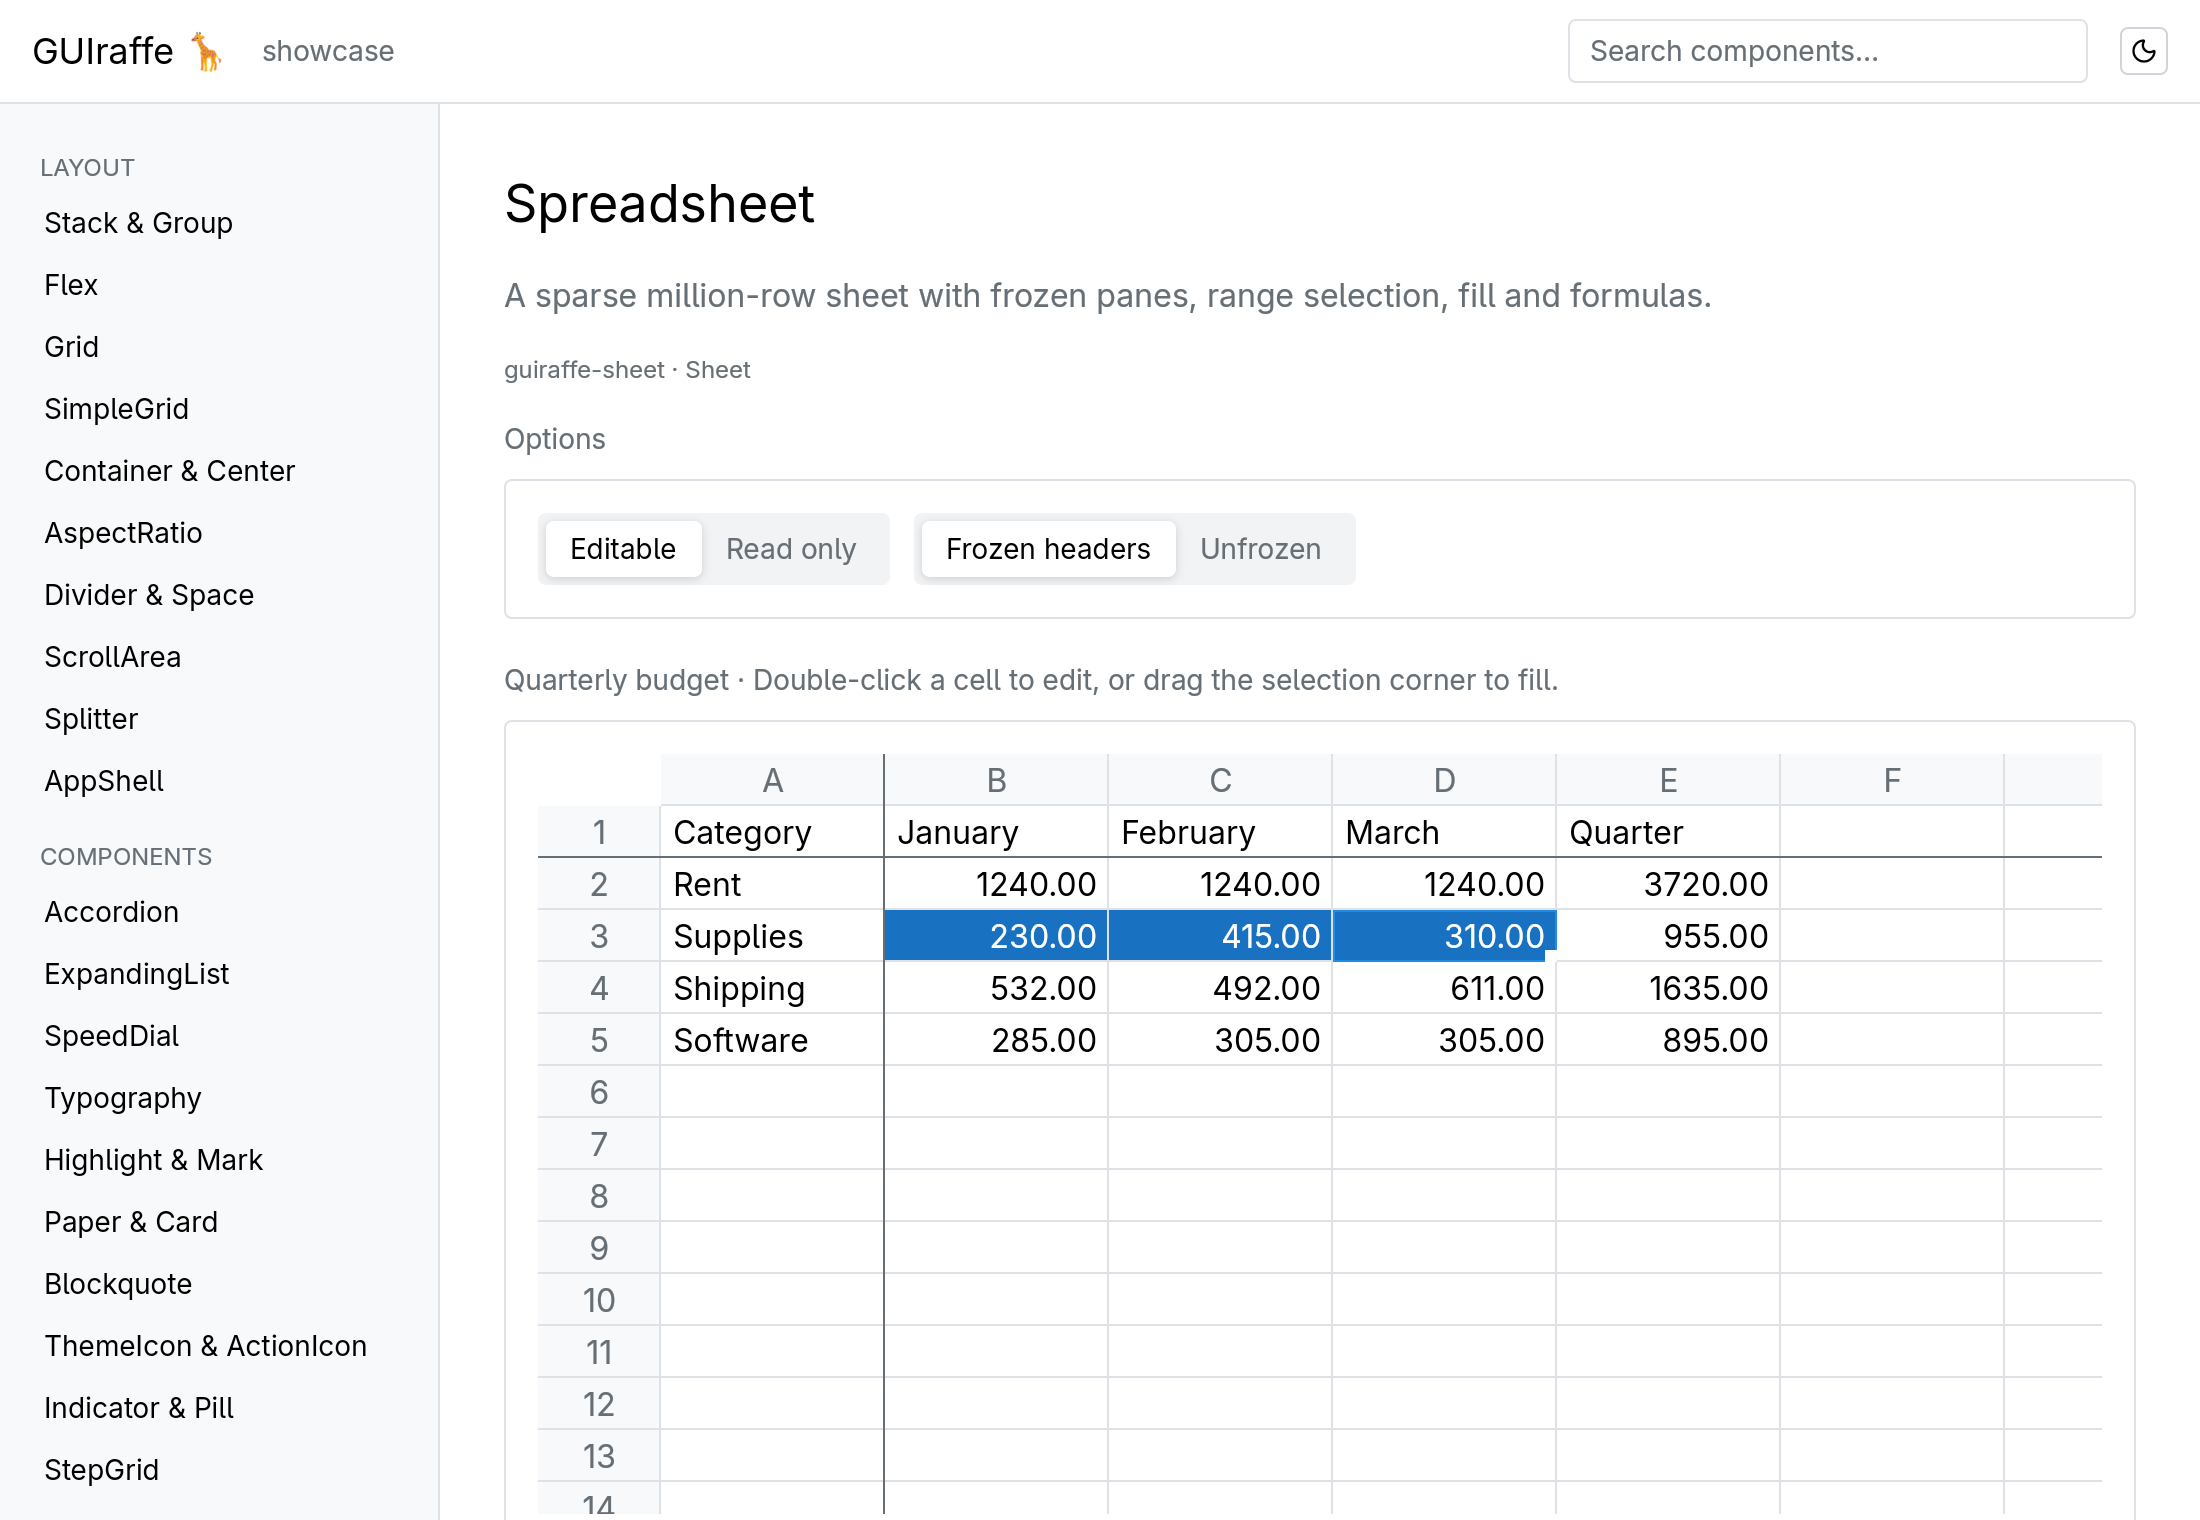 GUIraffe 🦒 showcase Search components...
LAYOUT
Stack & Group
Flex
Grid
SimpleGrid
Container & Center
AspectRatio
Divider & Space
ScrollArea
Splitter
AppShell
COMPONENTS
Accordion
ExpandingList
SpeedDial
Typography
Highlight & Mark
Paper & Card
Blockquote
ThemeIcon & ActionIcon
Indicator & Pill
StepGrid
Spreadsheet
A sparse million-row sheet with frozen panes, range selection, fill and formulas.
guiraffe-sheet · Sheet
Options
Editable Read only Frozen headers Unfrozen
Quarterly budget · Double-click a cell to edit, or drag the selection corner to fill.
A B C D E F
1 Category January February March Quarter
2 Rent 1240.00 1240.00 1240.00 3720.00
3 Supplies 230.00 415.00 310.00 955.00
4 Shipping 532.00 492.00 611.00 1635.00
5 Software 285.00 305.00 305.00 895.00
6
7
8
9
10
11
12
13
14